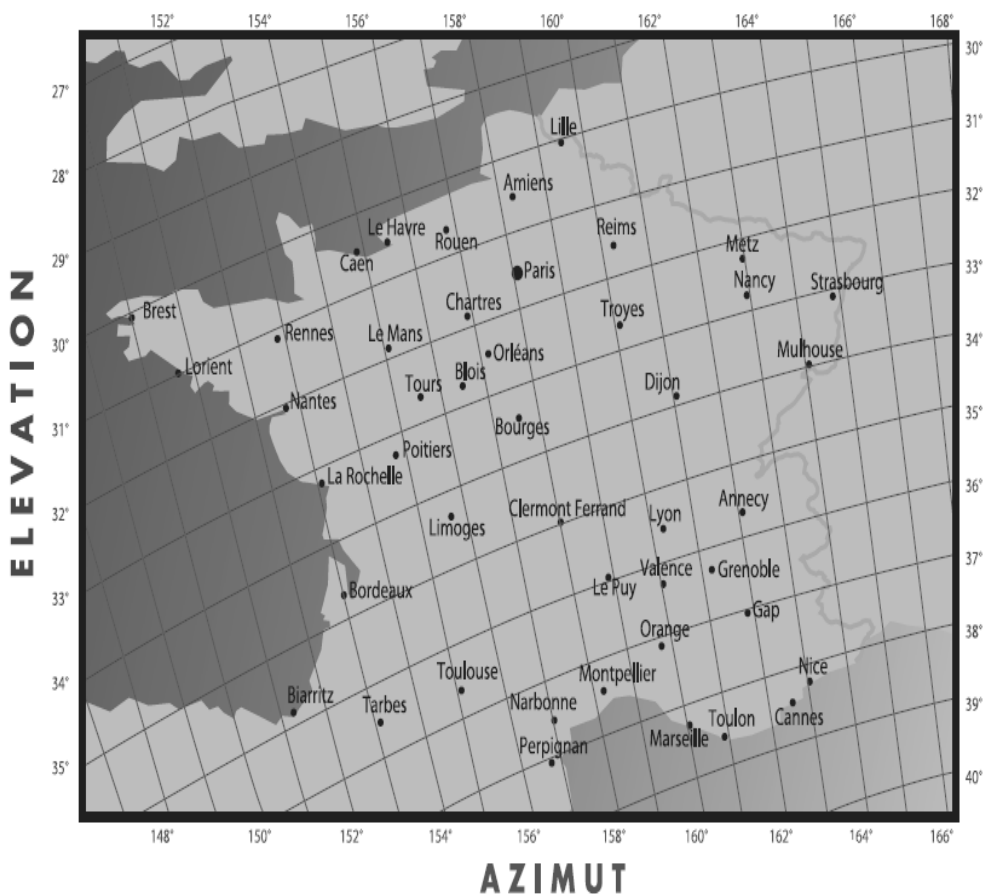 152° 154° 156° 158° 160° 162° 164° 166° 168°
30°
27°
31°
Lille
28°
Amiens
32°
Le Havre
Rouen
Reims
Metz
29°
Caen
33°
Paris
Nancy
Strasbourg
Brest
Chartres
Troyes
Rennes
Le Mans
30°
34°
Orléans
Mulhouse
Lorient
Blois
Tours
Dijon
Nantes
35°
Bourges
31°
Poitiers
La Rochelle
36°
Annecy
Clermont Ferrand
Lyon
32°
Limoges
37°
Valence
Grenoble
Le Puy
Bordeaux
33°
Gap
Orange
38°
Nice
Toulouse
Montpellier
34°
Biarritz
Tarbes
Narbonne
39°
Cannes
Toulon
Marseille
Perpignan
35°
40°
148° 150° 152° 154° 156° 158° 160° 162° 164° 166°
ELEVATION
AZIMUT